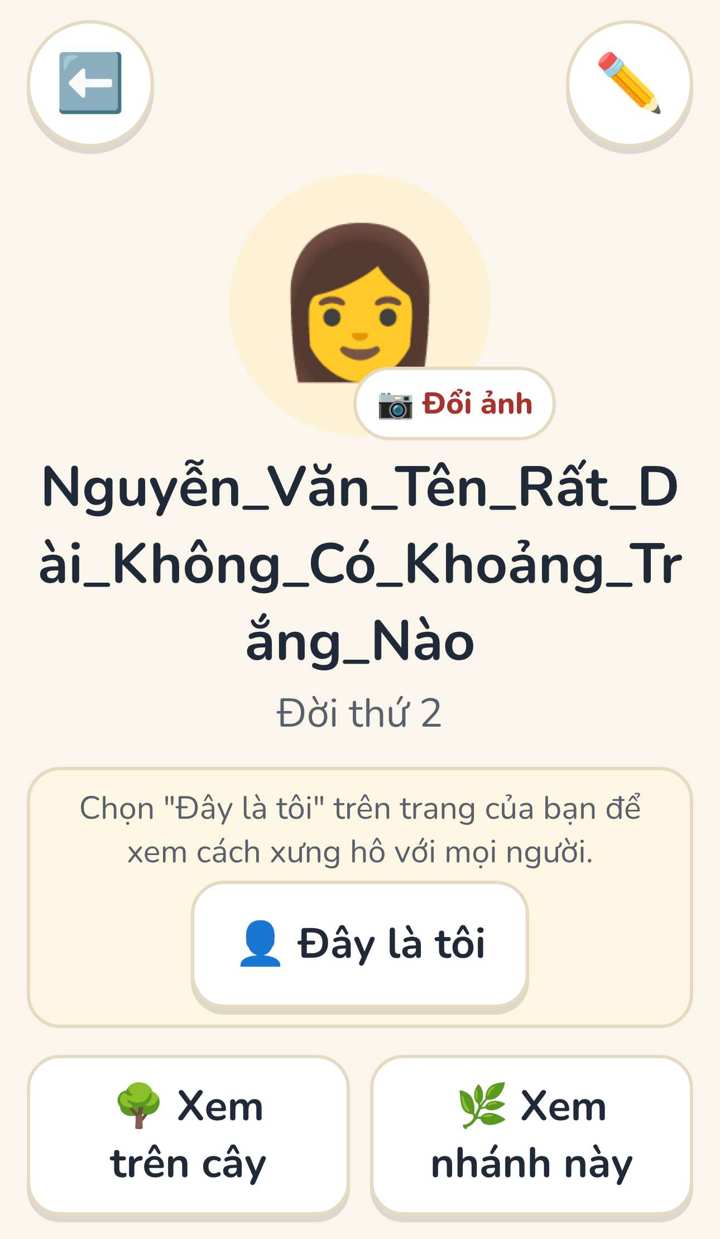 Đổi ảnh
Nguyễn_Văn_Tên_Rất_D
ài_Không_Có_Khoảng_Tr
ắng_Nào
Đời thứ 2
Chọn "Đây là tôi" trên trang của bạn để
xem cách xưng hô với mọi người.
Đây là tôi
Xem
trên cây
Xem
nhánh này